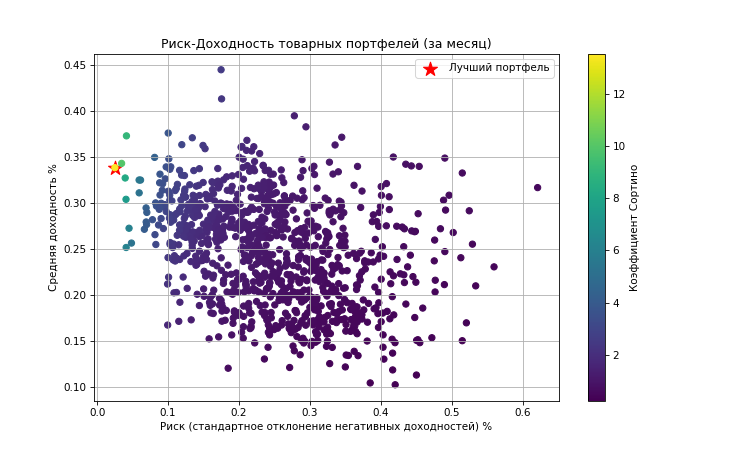 Риск-Доходность товарных портфелей (за месяц)
Лучший портфель
Средняя доходность %
0.45
0.40
0.35
0.30
0.25
0.20
0.15
0.10
0.0 0.1 0.2 0.3 0.4 0.5 0.6
Риск (стандартное отклонение негативных доходностей) %
12
10
8
6
4
2
Коэффициент Сортино